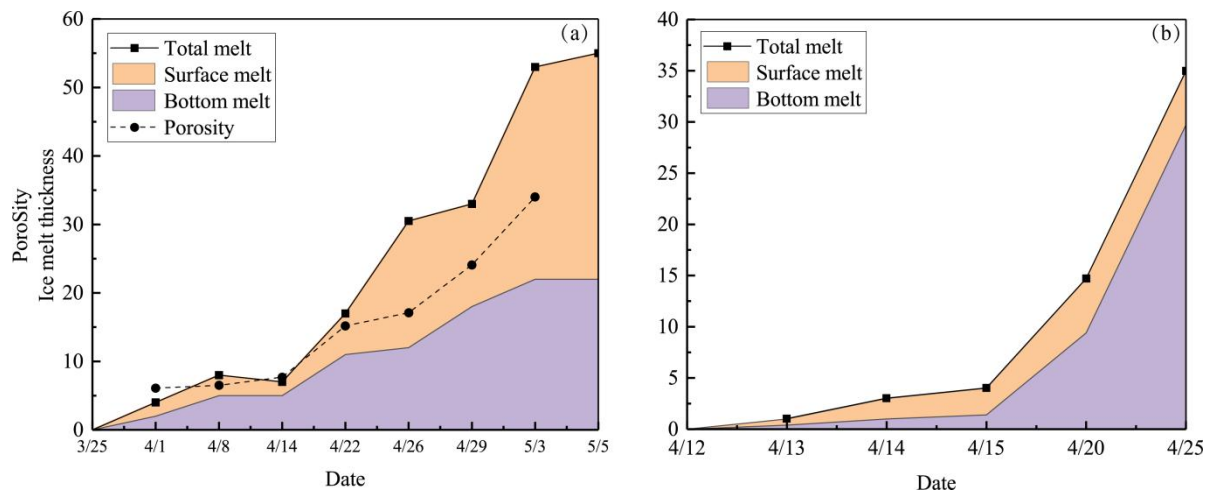 (a)
Total melt
Surface melt
Bottom melt
Porosity
60
50
40
30
20
10
0
PoroSity
Ice melt thickness
3/25 4/1 4/8 4/14 4/22 4/26 4/29 5/3 5/5
Date
(b)
Total melt
Surface melt
Bottom melt
40
35
30
25
20
15
10
5
0
4/12 4/13 4/14 4/15 4/20 4/25
Date